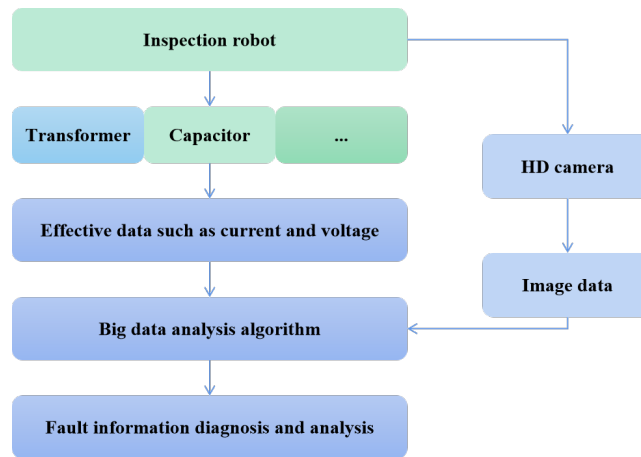 Inspection robot
Transformer
Capacitor
...
HD camera
Effective data such as current and voltage
Image data
Big data analysis algorithm
Fault information diagnosis and analysis